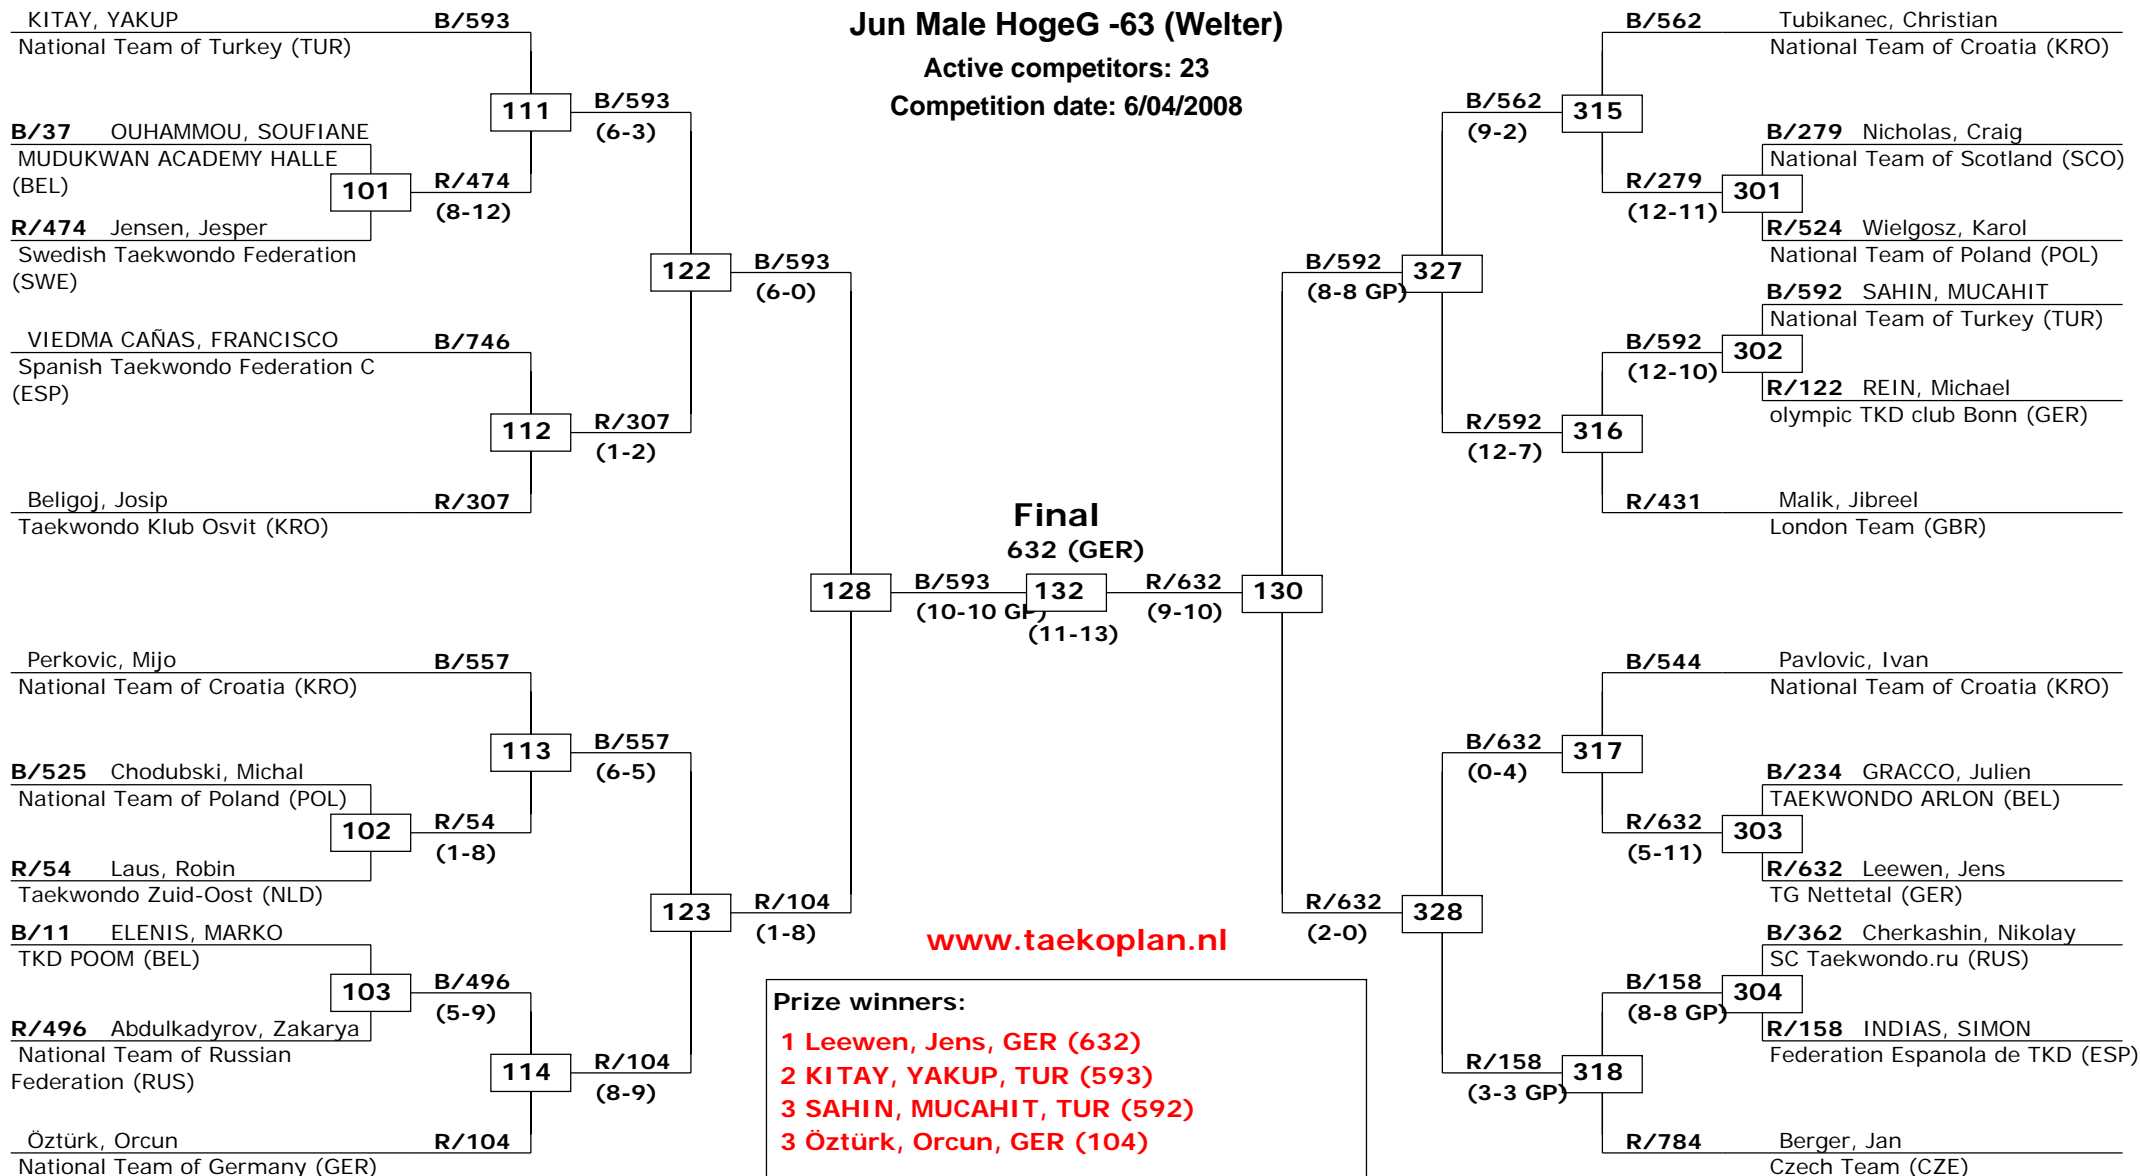 Jun Male HogeG -63 (Welter)
Active competitors: 23
Competition date: 6/04/2008
KITAY, YAKUP B/593
National Team of Turkey (TUR)
111
B/593
(6-3)
B/37 OUHAMMOU, SOUFIANE
MUDUKWAN ACADEMY HALLE
(BEL)
101
R/474
(8-12)
R/474 Jensen, Jesper
Swedish Taekwondo Federation
(SWE)
122
B/593
(6-0)
VIEDMA CAÑAS, FRANCISCO B/746
Spanish Taekwondo Federation C
(ESP)
112
R/307
(1-2)
Beligoj, Josip R/307
Taekwondo Klub Osvit (KRO)
128
B/593
(10-10 GP)
Perkovic, Mijo B/557
National Team of Croatia (KRO)
113
B/557
(6-5)
B/525 Chodubski, Michal
National Team of Poland (POL)
102
R/54
(1-8)
R/54 Laus, Robin
Taekwondo Zuid-Oost (NLD)
123
R/104
(1-8)
B/11 ELENIS, MARKO
TKD POOM (BEL)
103
B/496
(5-9)
R/496 Abdulkadyrov, Zakarya
National Team of Russian
Federation (RUS)
114
R/104
(8-9)
Öztürk, Orcun R/104
National Team of Germany (GER)
Final
632 (GER)
132
(11-13)
B/562 Tubikanec, Christian
National Team of Croatia (KRO)
B/562
(9-2)
315
B/279 Nicholas, Craig
National Team of Scotland (SCO)
R/279
(12-11)
301
R/524 Wielgosz, Karol
National Team of Poland (POL)
B/592
(8-8 GP)
327
B/592 SAHIN, MUCAHIT
National Team of Turkey (TUR)
B/592
(12-10)
302
R/122 REIN, Michael
olympic TKD club Bonn (GER)
R/592
(12-7)
316
R/431 Malik, Jibreel
London Team (GBR)
R/632
(9-10)
130
B/544 Pavlovic, Ivan
National Team of Croatia (KRO)
B/632
(0-4)
317
B/234 GRACCO, Julien
TAEKWONDO ARLON (BEL)
R/632
(5-11)
303
R/632 Leewen, Jens
TG Nettetal (GER)
R/632
(2-0)
328
B/362 Cherkashin, Nikolay
SC Taekwondo.ru (RUS)
B/158
(8-8 GP)
304
R/158 INDIAS, SIMON
Federation Espanola de TKD (ESP)
R/158
(3-3 GP)
318
R/784 Berger, Jan
Czech Team (CZE)
www.taekoplan.nl
Prize winners:
1 Leewen, Jens, GER (632)
2 KITAY, YAKUP, TUR (593)
3 SAHIN, MUCAHIT, TUR (592)
3 Öztürk, Orcun, GER (104)